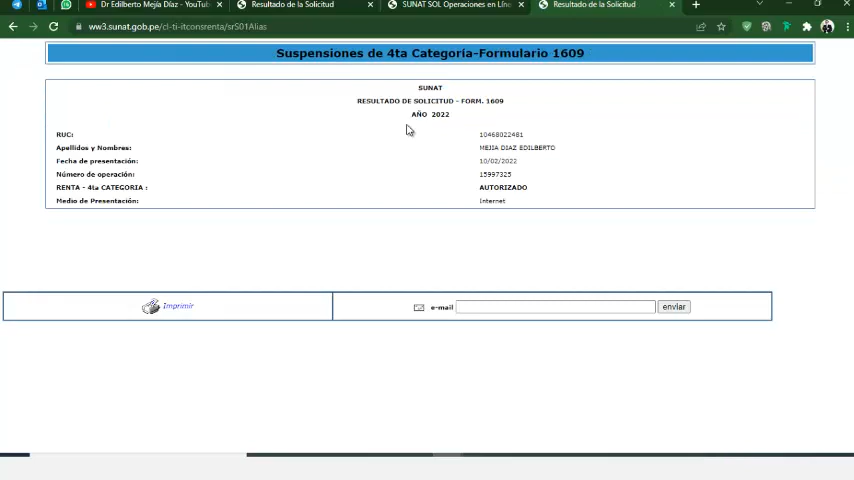 Dr Edilberto Mejía Díaz - YouTub
Resultado de la Solicitud
SUNAT SOL Operaciones en Líne
Resultado de la Solicitud
ww3.sunat.gob.pe/cl-ti-itconsrenta/srS01Alias
Suspensiones de 4ta Categoría-Formulario 1609
SUNAT
RESULTADO DE SOLICITUD - FORM. 1609
AÑO 2022
RUC: 10468022481
Apellidos y Nombres: MEJIA DIAZ EDILBERTO
Fecha de presentación: 10/02/2022
Número de operación: 15997325
RENTA - 4ta CATEGORIA : AUTORIZADO
Medio de Presentación: Internet
Imprimir
e-mail
enviar